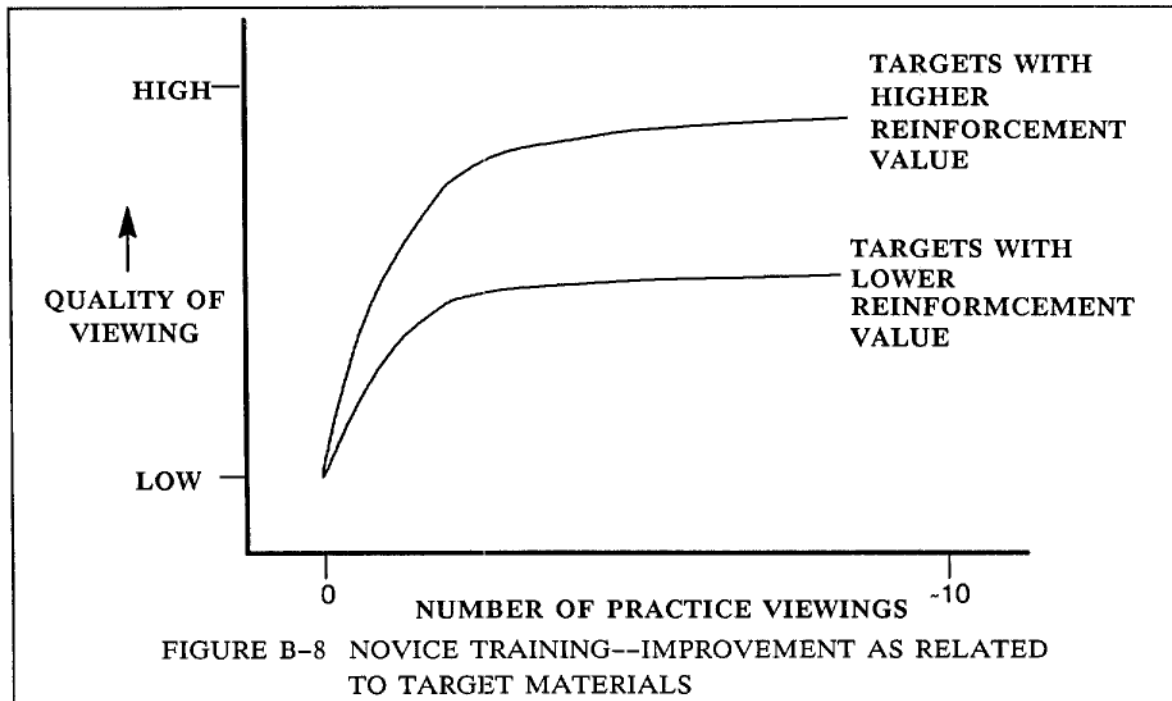 HIGH
TARGETS WITH
HIGHER
REINFORCEMENT
VALUE
TARGETS WITH
LOWER
REINFORMCEMENT
VALUE
QUALITY OF
VIEWING
LOW
0
~10
NUMBER OF PRACTICE VIEWINGS
FIGURE B-8 NOVICE TRAINING--IMPROVEMENT AS RELATED
TO TARGET MATERIALS